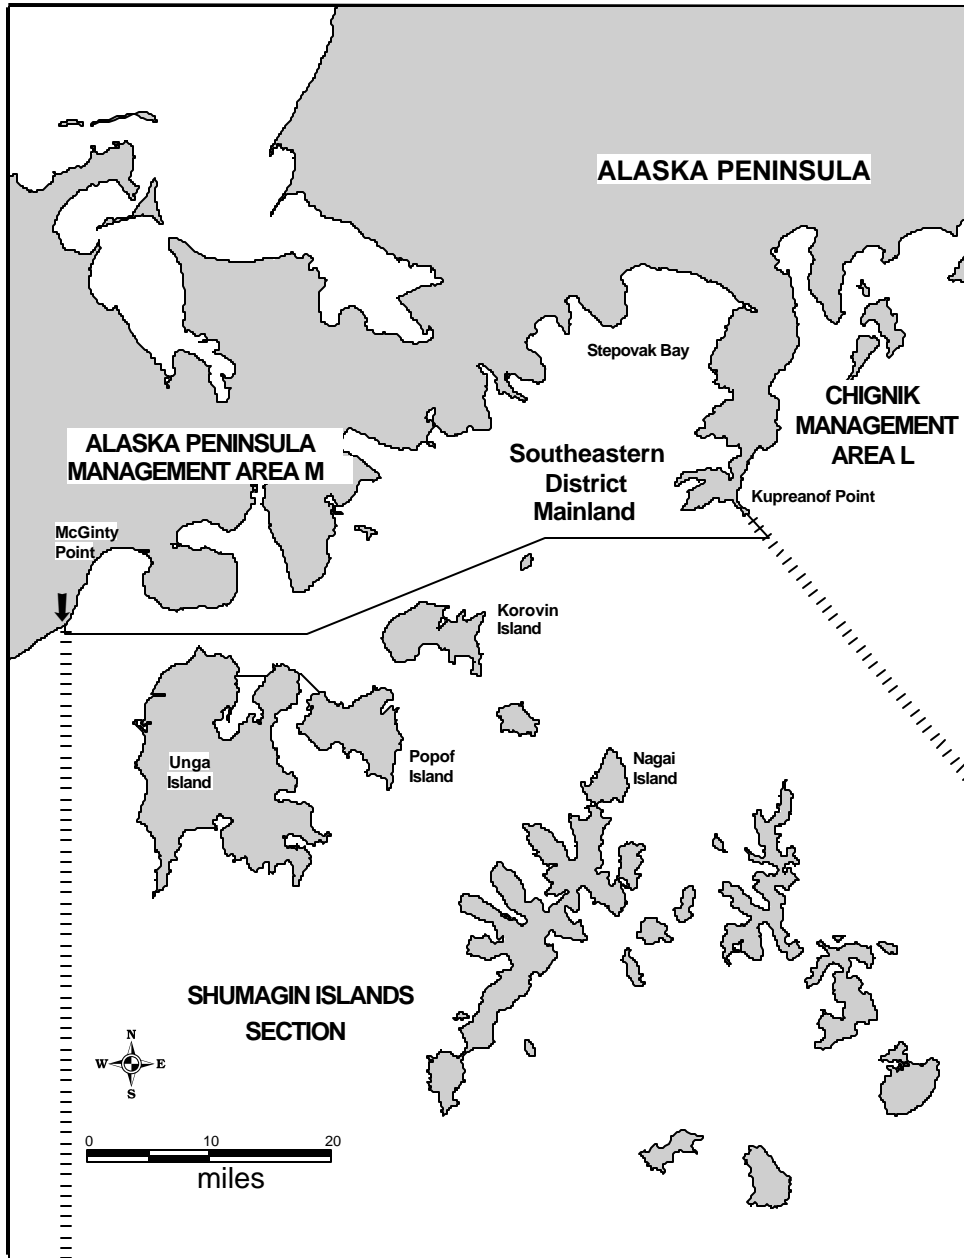 ALASKA PENINSULA
Stepovak Bay
CHIGNIK
MANAGEMENT
AREA L
ALASKA PENINSULA
MANAGEMENT AREA M
Southeastern
District
Mainland
Kupreanof Point
McGinty
Point
Korovin
Island
Unga
Island
Popof
Island
Nagai
Island
SHUMAGIN ISLANDS
SECTION
N
W E
S
0 10 20
miles